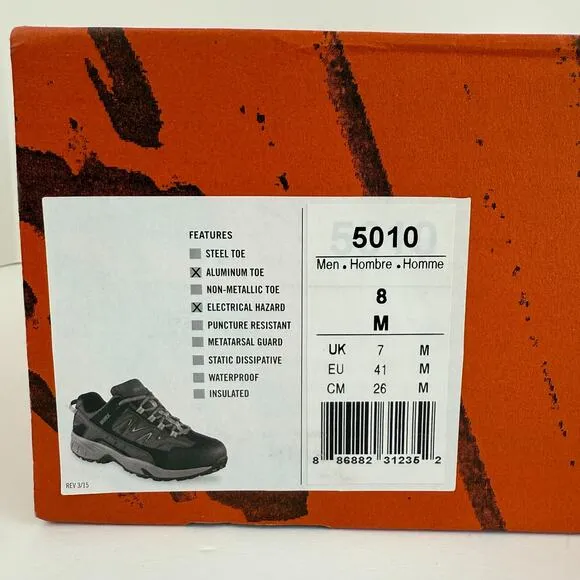 FEATURES
STEEL TOE
X ALUMINUM TOE
NON-METALLIC TOE
X ELECTRICAL HAZARD
PUNCTURE RESISTANT
METATARSAL GUARD
STATIC DISSIPATIVE
WATERPROOF
INSULATED
REV 3/15
5010
Men . Hombre . Homme
8
M
UK 7 M
EU 41 M
CM 26 M
8 86882 31235 2